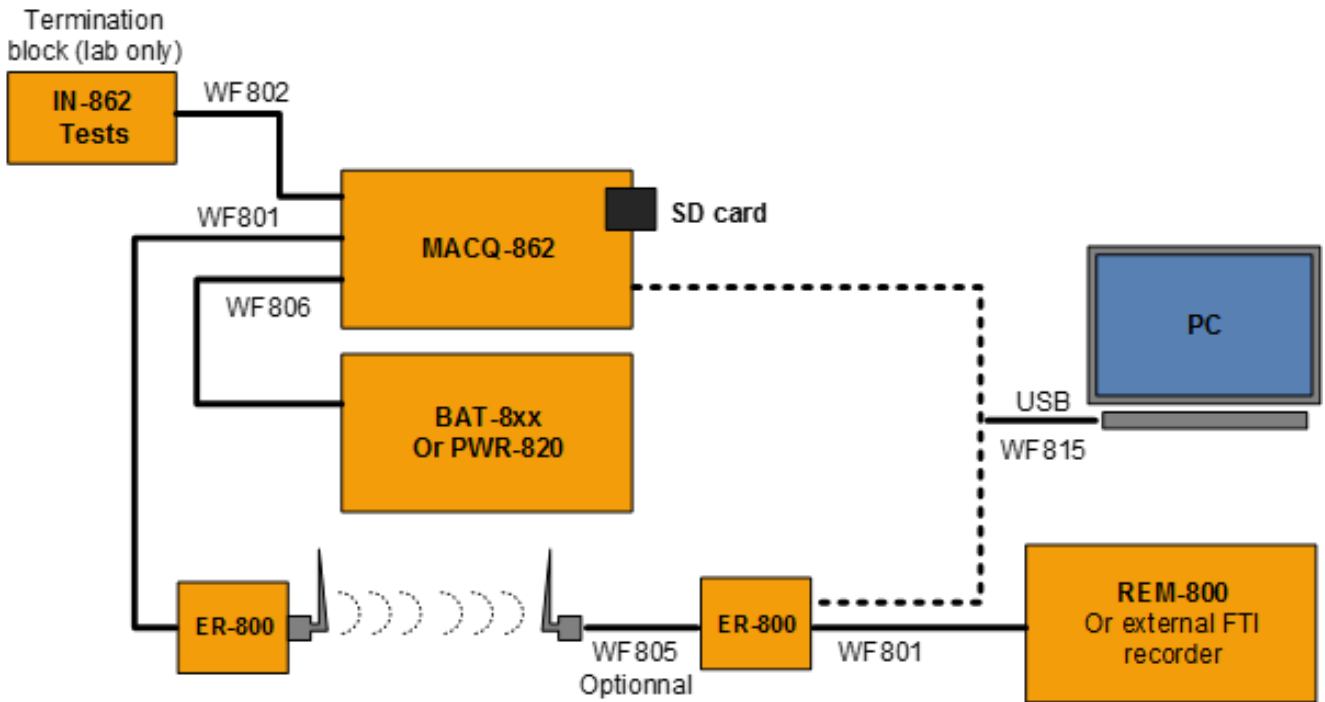 Termination
block (lab only)
IN-862
Tests
WF802
WF801
WF806
MACQ-862
SD card
BAT-8xx
Or PWR-820
PC
USB
WF815
ER-800
WF805
Optionnal
ER-800
WF801
REM-800
Or external FTI
recorder